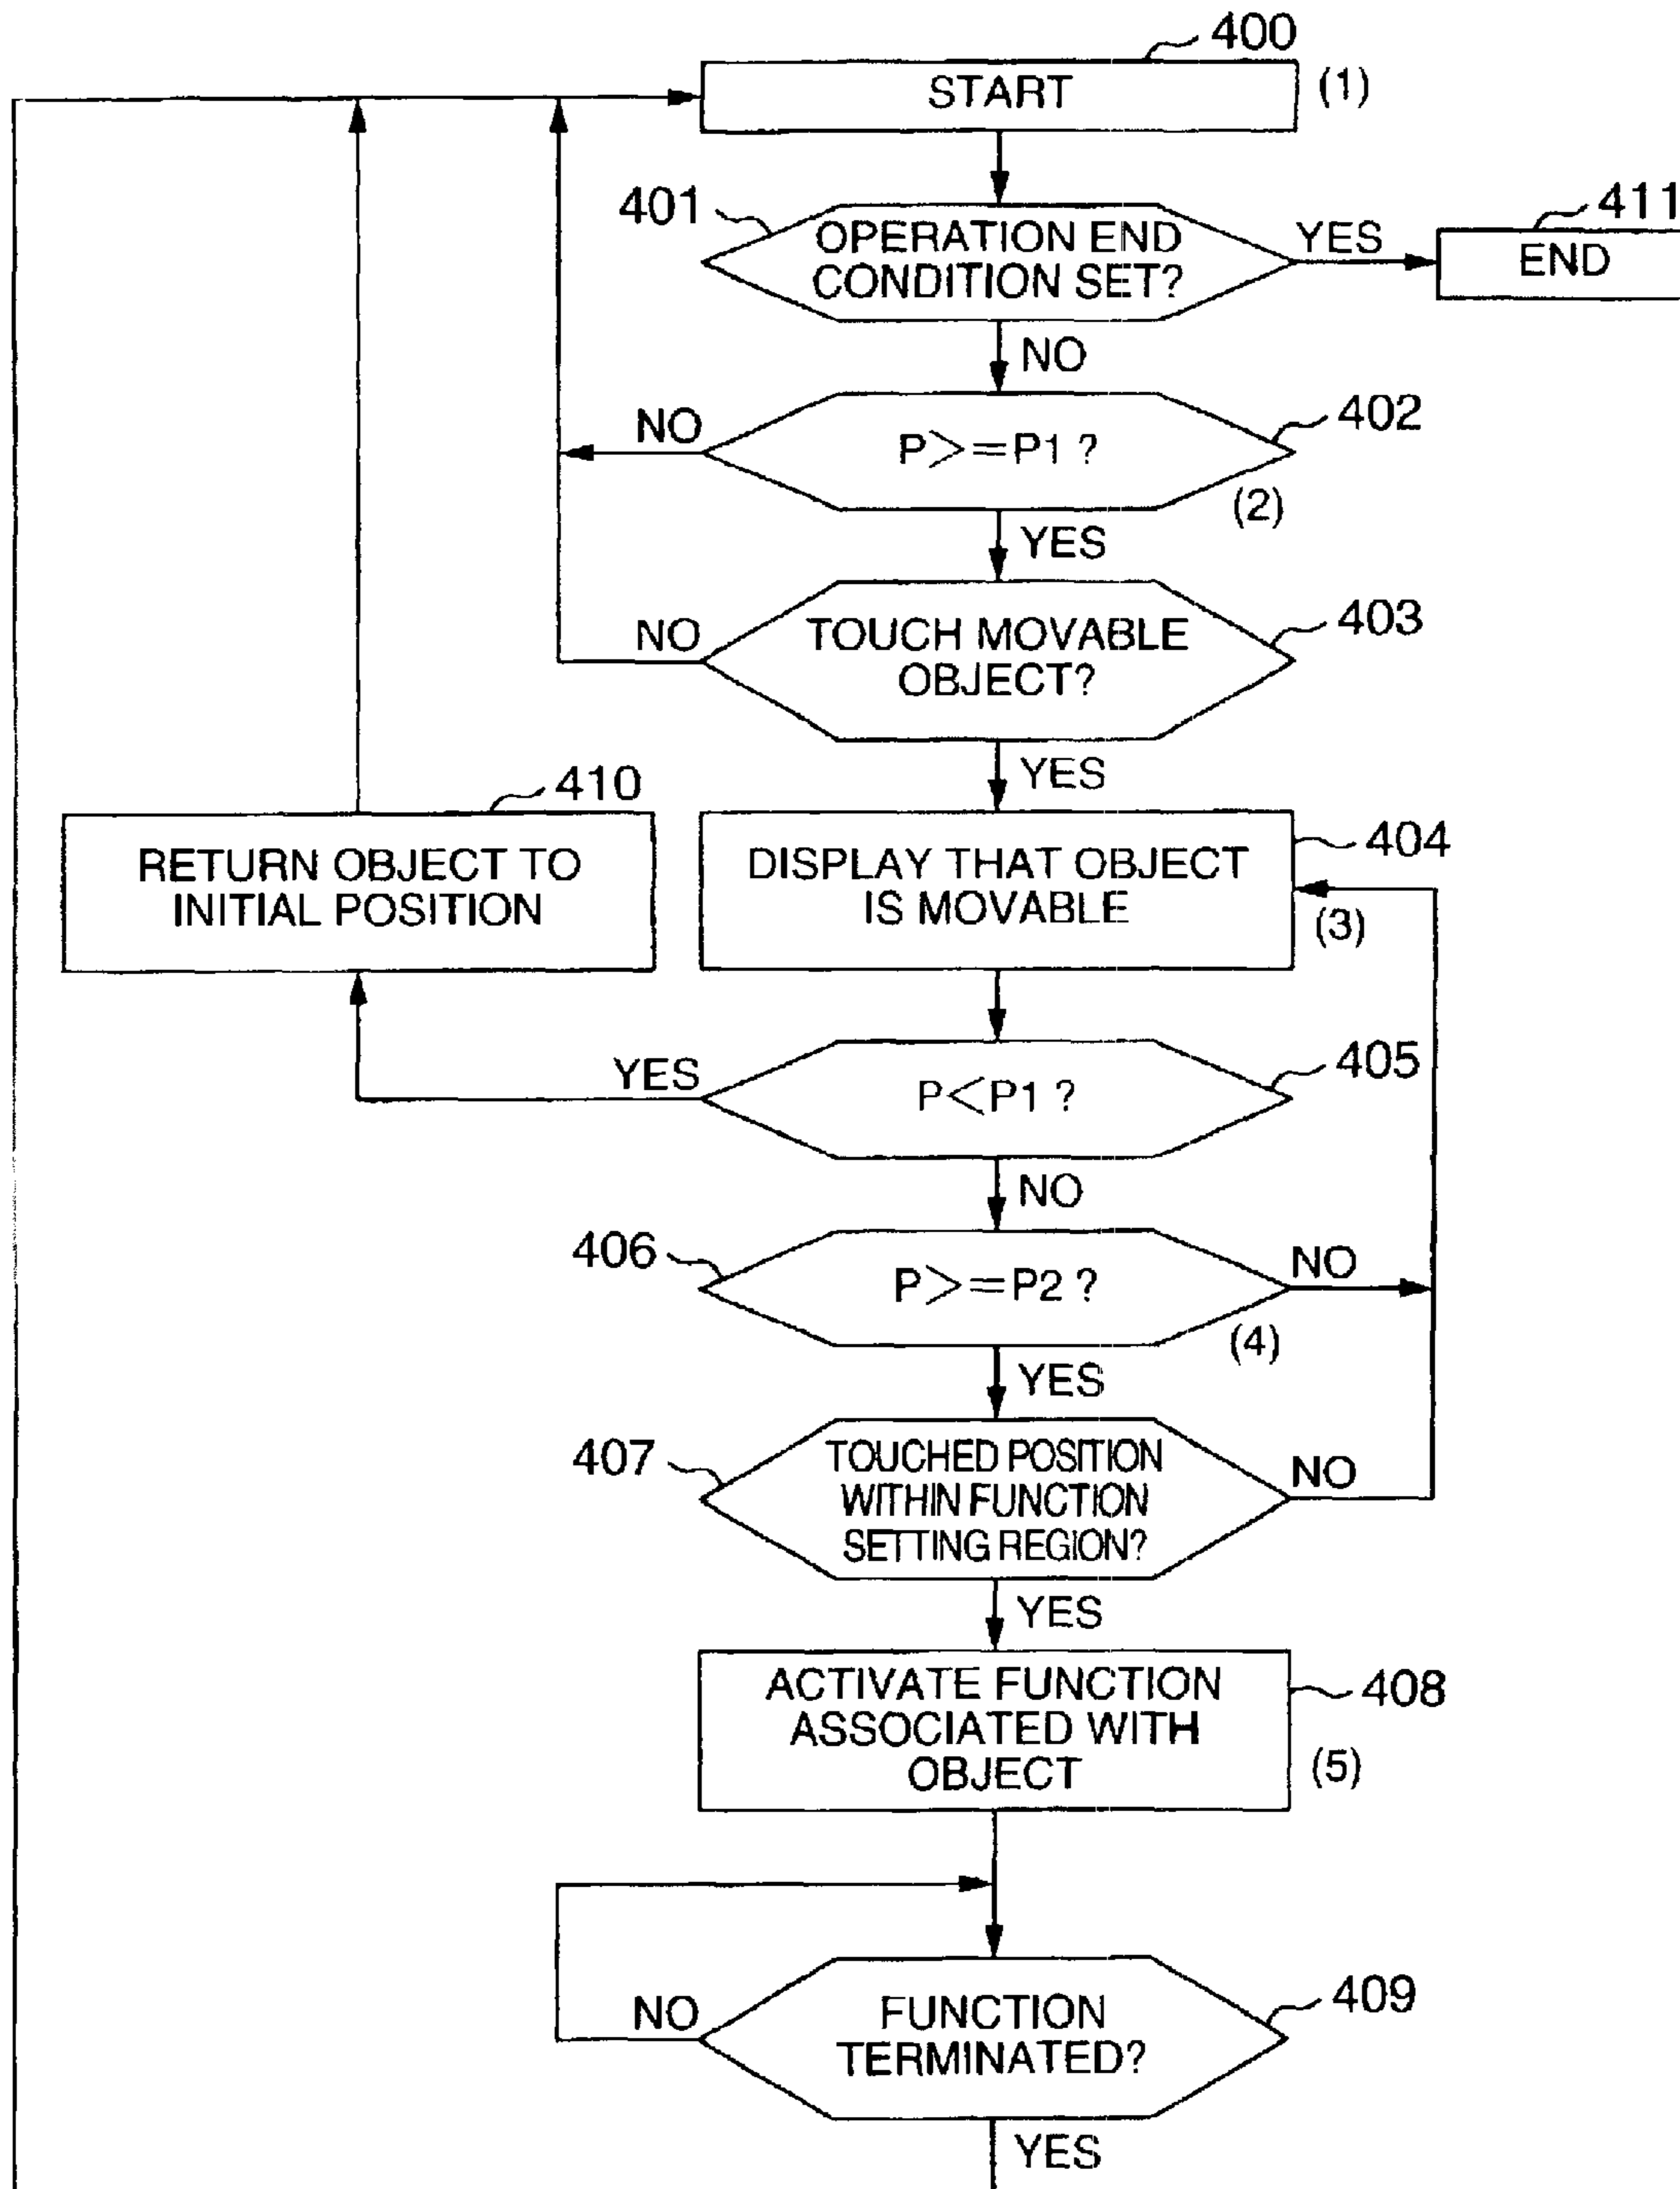 400
START
(1)
401
OPERATION END
CONDITION SET?
YES
411
END
NO
402
NO
P>=P1 ?
(2)
YES
403
NO
TOUCH MOVABLE
OBJECT?
YES
410
RETURN OBJECT TO
INITIAL POSITION
404
DISPLAY THAT OBJECT
IS MOVABLE
(3)
405
YES
P<P1 ?
NO
406
P>=P2 ?
NO
(4)
YES
407
TOUCHED POSITION
WITHIN FUNCTION
SETTING REGION?
NO
YES
ACTIVATE FUNCTION
ASSOCIATED WITH
OBJECT
408
(5)
409
NO
FUNCTION
TERMINATED?
YES